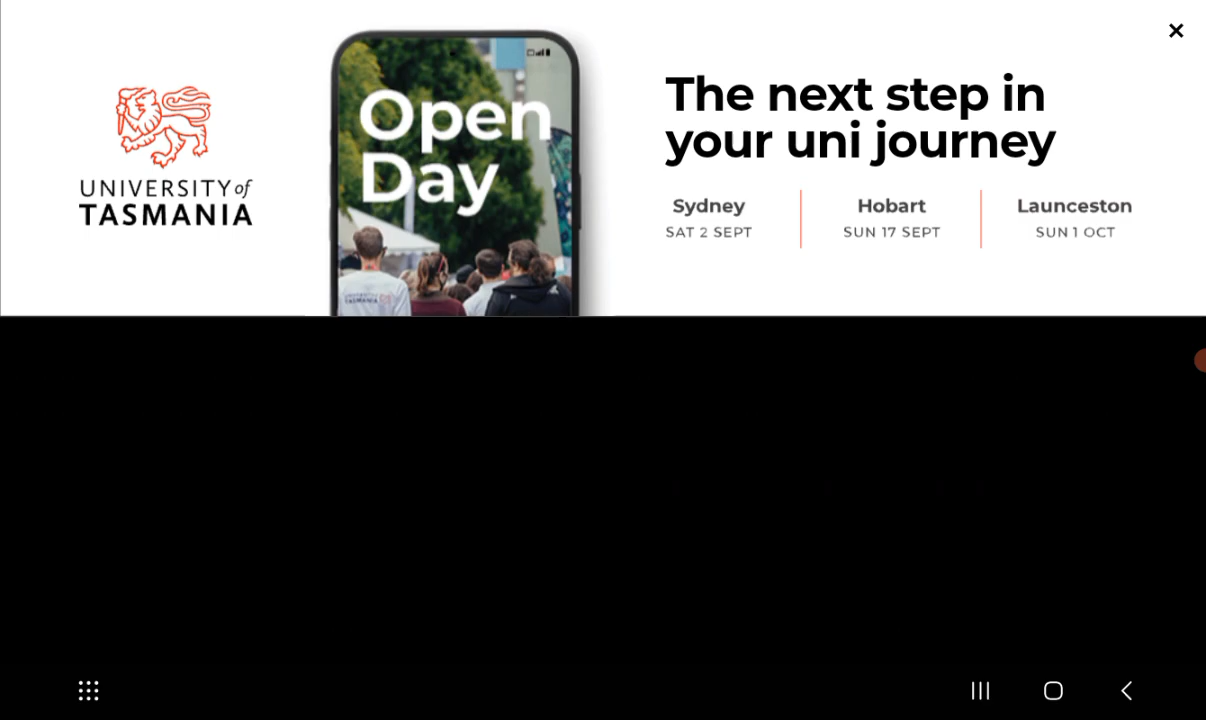 UNIVERSITY of
TASMANIA
Open
Day
The next step in
your uni journey
Sydney
SAT 2 SEPT
Hobart
SUN 17 SEPT
Launceston
SUN 1 OCT